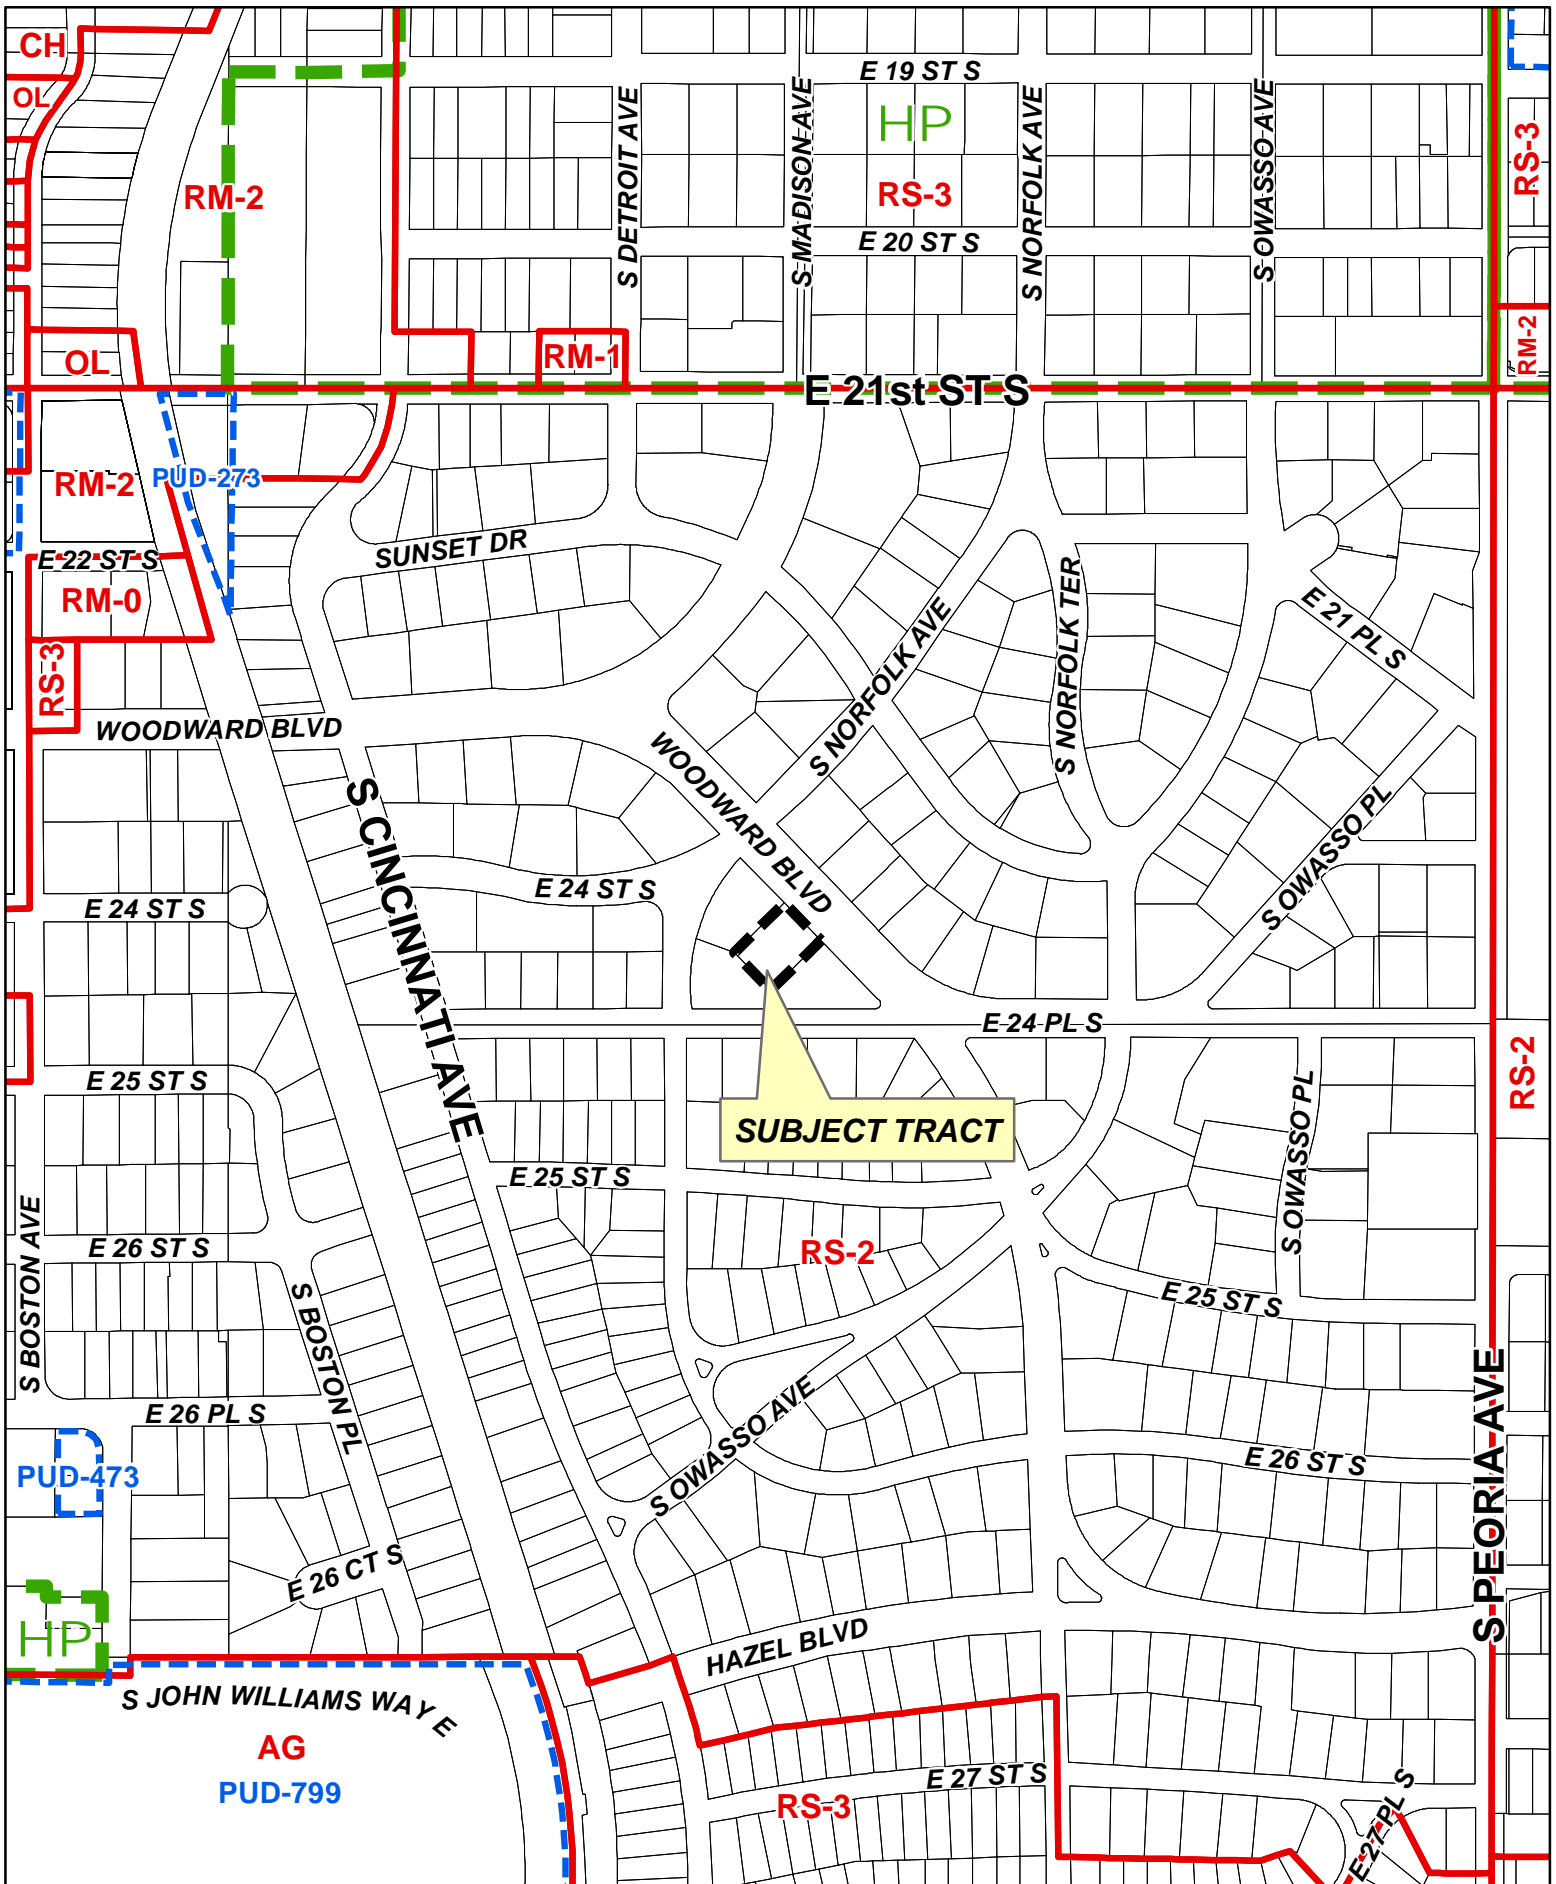 CH
OL
E 19 ST S
HP
RS-3
RM-2
S DETROIT AVE
S MADISON AVE
S NORFOLK AVE
S OWASSO AVE
RS-3
E 20 ST S
OL
RM-1
RM-2
E 21st ST S
RM-2
PUD-273
SUNSET DR
E 22 ST S
RM-0
S NORFOLK AVE
S NORFOLK TER
E 21 PL S
RS-3
WOODWARD BLVD
WOODWARD BLVD
S OWASSO PL
S CINCINNATI AVE
E 24 ST S
E 24 ST S
E 24 PL S
RS-2
E 25 ST S
SUBJECT TRACT
S OWASSO PL
E 25 ST S
S BOSTON AVE
E 26 ST S
RS-2
S BOSTON PL
E 25 ST S
S PEORIA AVE
E 26 PL S
S OWASSO AVE
E 26 ST S
PUD-473
E 26 CT S
HP
HAZEL BLVD
S JOHN WILLIAMS WAY E
AG
PUD-799
E 27 ST S
RS-3
E 27 PL S